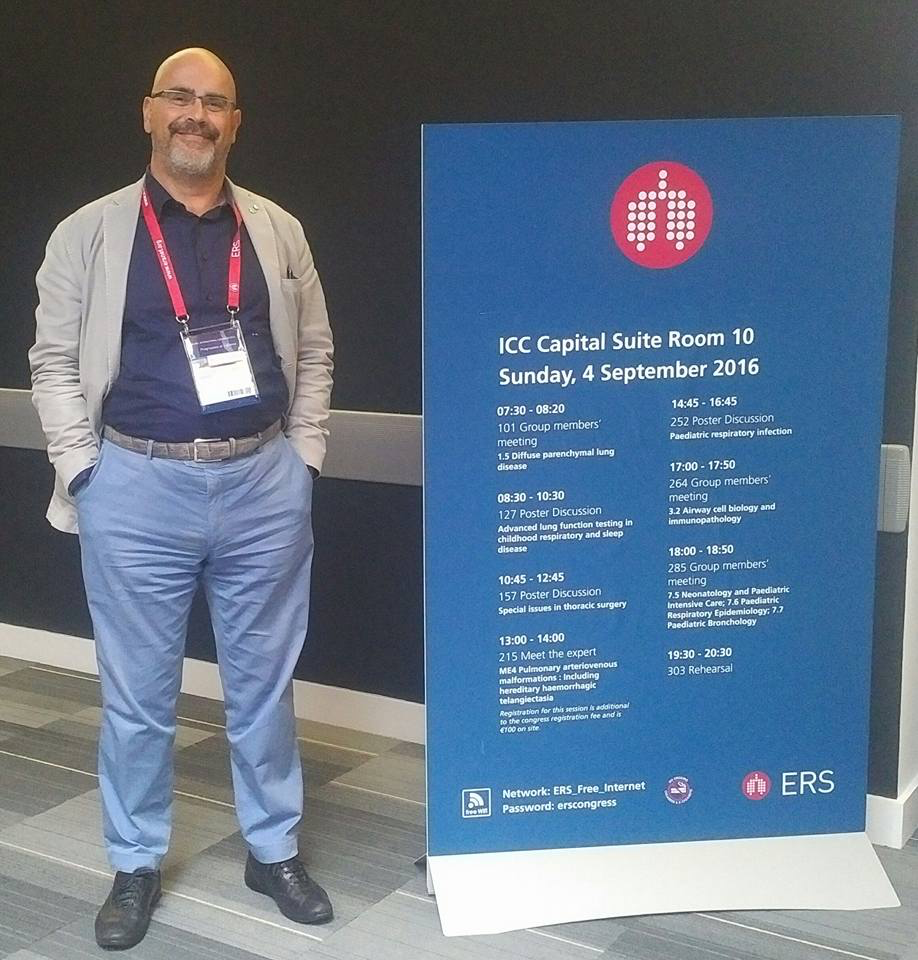 www.ersnet.org
ERS
ICC Capital Suite Room 10
Sunday, 4 September 2016
07:30 - 08:20
101 Group members'
meeting
1.5 Diffuse parenchymal lung
disease
08:30 - 10:30
127 Poster Discussion
Advanced lung function testing in
childhood respiratory and sleep
disease
10:45 - 12:45
157 Poster Discussion
Special issues in thoracic surgery
13:00 - 14:00
215 Meet the expert
ME4 Pulmonary arteriovenous
malformations : Including
hereditary haemorrhagic
telangiectasia
Registration for this session is additional
to the congress registration fee and is
€100 on site.
14:45 - 16:45
252 Poster Discussion
Paediatric respiratory infection
17:00 - 17:50
264 Group members'
meeting
3.2 Airway cell biology and
immunopathology
18:00 - 18:50
285 Group members'
meeting
7.5 Neonatology and Paediatric
Intensive Care; 7.6 Paediatric
Respiratory Epidemiology; 7.7
Paediatric Bronchology
19:30 - 20:30
303 Rehearsal
free Wifi
Network: ERS_Free_Internet
Password: erscongress
ERS